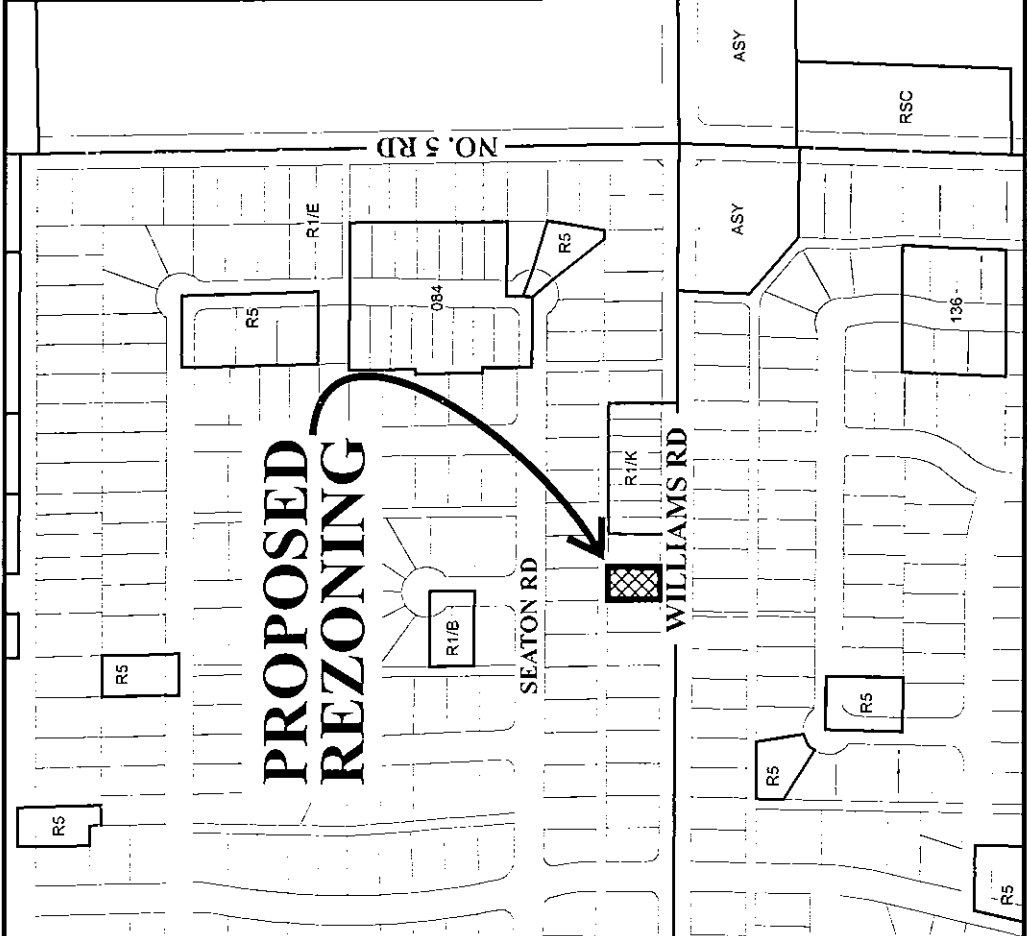 ASY
RSC
NO. 5 RD
R1/E
R5
084
R5
ASY
136
PROPOSED
REZONING
R1/K
WILLIAMS RD
SEATON RD
R1/B
R5
R5
R5
R5
R5